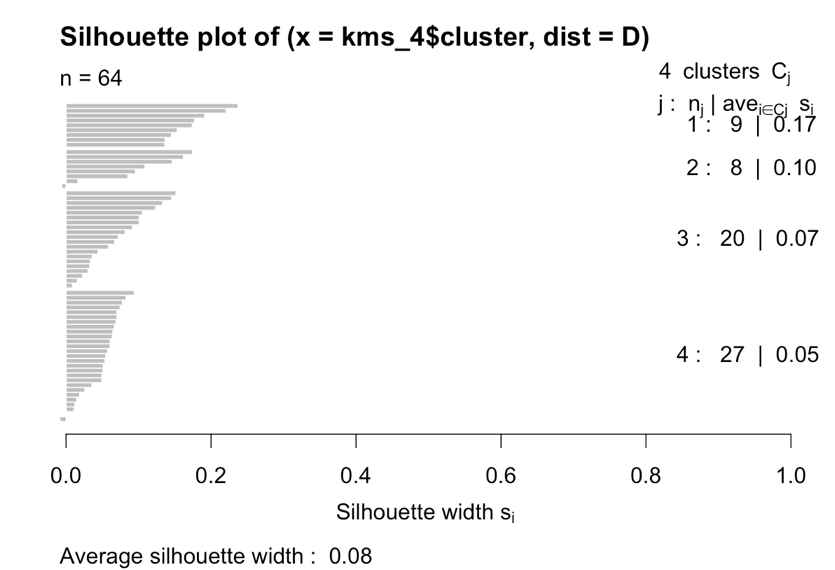 Silhouette plot of (x = kms_4$cluster, dist = D)
n = 64
4 clusters Cj
j : nj | avei∈Cj si
1 : 9 | 0.17
2 : 8 | 0.10
3 : 20 | 0.07
4 : 27 | 0.05
0.0 0.2 0.4 0.6 0.8 1.0
Silhouette width si
Average silhouette width : 0.08